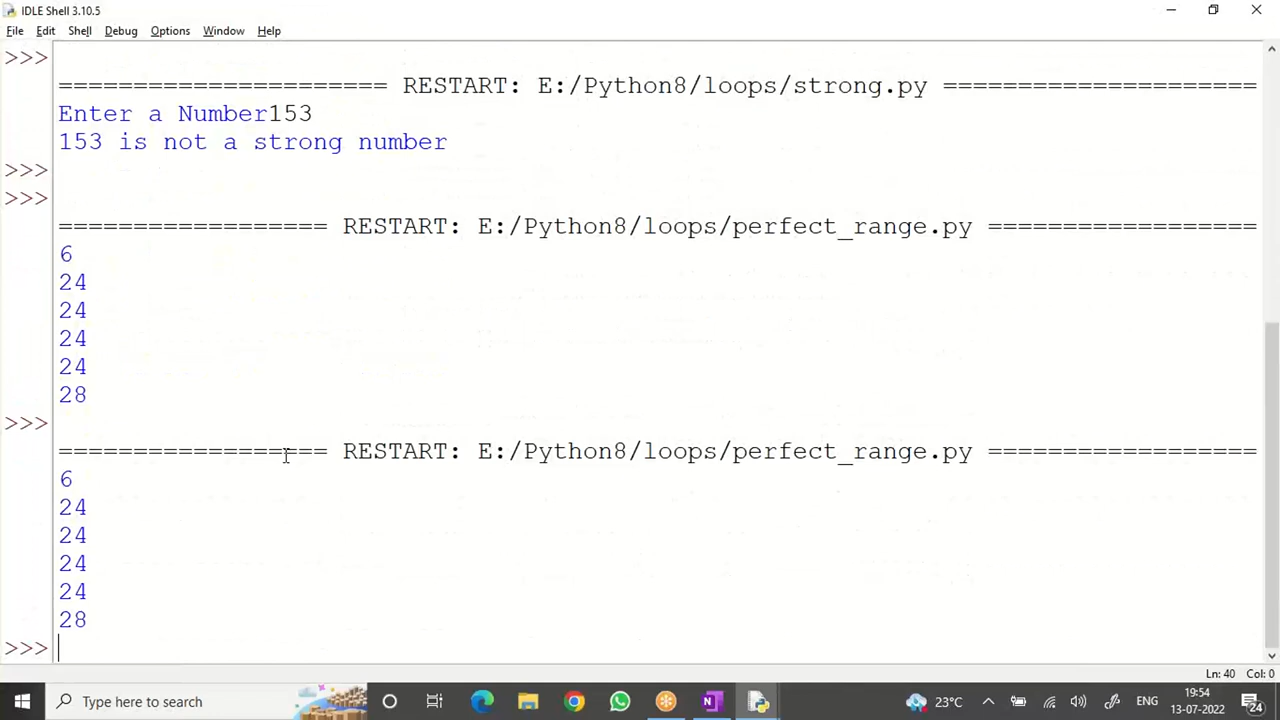 IDLE Shell 3.10.5
File Edit Shell Debug Options Window Help
>>>
====================== RESTART: E:/Python8/loops/strong.py =====================
Enter a Number153
153 is not a strong number
>>>
>>>
================== RESTART: E:/Python8/loops/perfect_range.py ==================
6
24
24
24
24
28
>>>
================== RESTART: E:/Python8/loops/perfect_range.py ==================
6
24
24
24
24
28
>>>
Ln: 40 Col: 0
Type here to search
23°C
ENG
19:54
13-07-2022
24